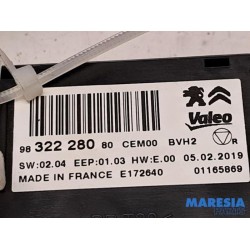 Valeo
98 322 280 80 CEM00 BVH2
R
SW:02.04 EEP:01.03 HW:E.00 05.02.2019
MADE IN FRANCE E172640 01165869
MARESIA